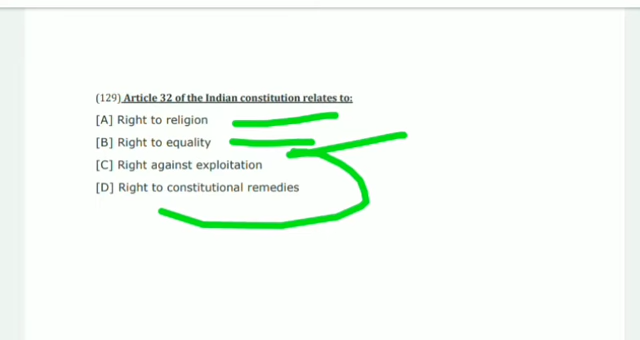 (129) Article 32 of the Indian constitution relates to:
[A] Right to religion
[B] Right to equality
[C] Right against exploitation
[D] Right to constitutional remedies